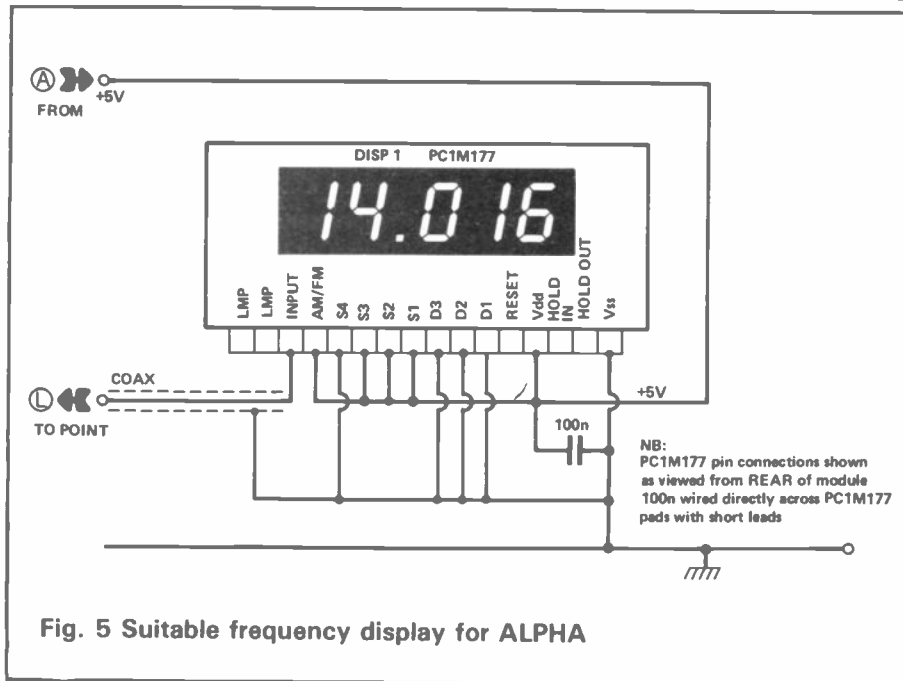 A
+5V
FROM
DISP 1 PC1M177
14.016
LMP
LMP
INPUT
AM/FM
S4
S3
S2
S1
D3
D2
D1
RESET
Vdd
HOLD
IN
HOLD OUT
Vss
COAX
+5V
L
TO POINT
100n
NB:
PC1M177 pin connections shown
as viewed from REAR of module
100n wired directly across PC1M177
pads with short leads
Fig. 5 Suitable frequency display for ALPHA